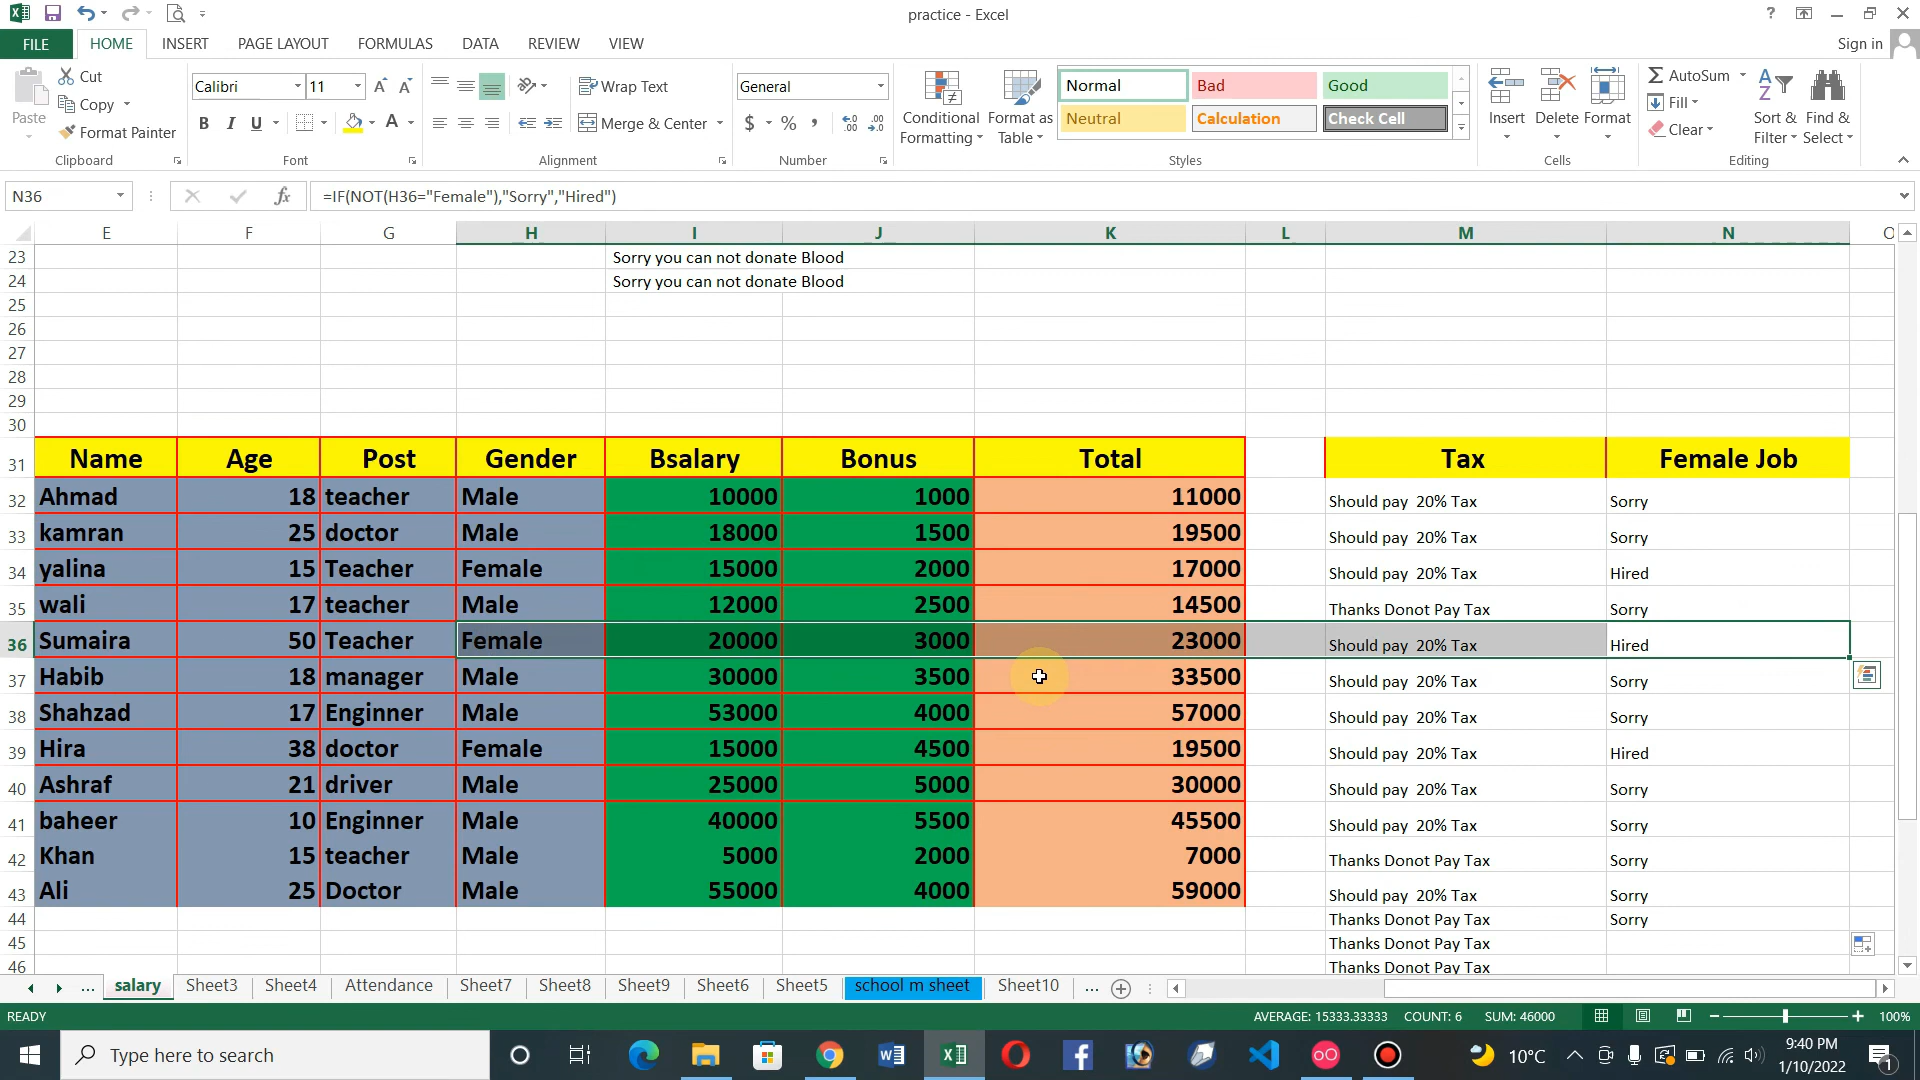 practice - Excel
?
FILE HOME INSERT PAGE LAYOUT FORMULAS DATA REVIEW VIEW Sign in
Paste
Cut
Copy
Format Painter
Clipboard
Calibri 11
B I U
Font
Wrap Text
Merge & Center
Alignment
General
$ % ,
Number
Conditional Formatting
Format as Table
Normal Bad Good
Neutral Calculation Check Cell
Styles
Insert Delete Format
Cells
AutoSum
Fill
Clear
Sort & Filter
Find & Select
Editing
N36 fx =IF(NOT(H36="Female"),"Sorry","Hired")
E F G H I J K L M N O
23 Sorry you can not donate Blood
24 Sorry you can not donate Blood
25
26
27
28
29
30
31 Name Age Post Gender Bsalary Bonus Total Tax Female Job
32 Ahmad 18 teacher Male 10000 1000 11000 Should pay  20% Tax Sorry
33 kamran 25 doctor Male 18000 1500 19500 Should pay  20% Tax Sorry
34 yalina 15 Teacher Female 15000 2000 17000 Should pay  20% Tax Hired
35 wali 17 teacher Male 12000 2500 14500 Thanks Donot Pay Tax Sorry
36 Sumaira 50 Teacher Female 20000 3000 23000 Should pay  20% Tax Hired
37 Habib 18 manager Male 30000 3500 33500 Should pay  20% Tax Sorry
38 Shahzad 17 Enginner Male 53000 4000 57000 Should pay  20% Tax Sorry
39 Hira 38 doctor Female 15000 4500 19500 Should pay  20% Tax Hired
40 Ashraf 21 driver Male 25000 5000 30000 Should pay  20% Tax Sorry
41 baheer 10 Enginner Male 40000 5500 45500 Should pay  20% Tax Sorry
42 Khan 15 teacher Male 5000 2000 7000 Thanks Donot Pay Tax Sorry
43 Ali 25 Doctor Male 55000 4000 59000 Should pay  20% Tax Sorry
44 Thanks Donot Pay Tax Sorry
45 Thanks Donot Pay Tax
46 Thanks Donot Pay Tax
... salary Sheet3 Sheet4 Attendance Sheet7 Sheet8 Sheet9 Sheet6 Sheet5 school m sheet Sheet10 ...
READY AVERAGE: 15333.33333 COUNT: 6 SUM: 46000 100%
Type here to search 10°C 9:40 PM
1/10/2022 1